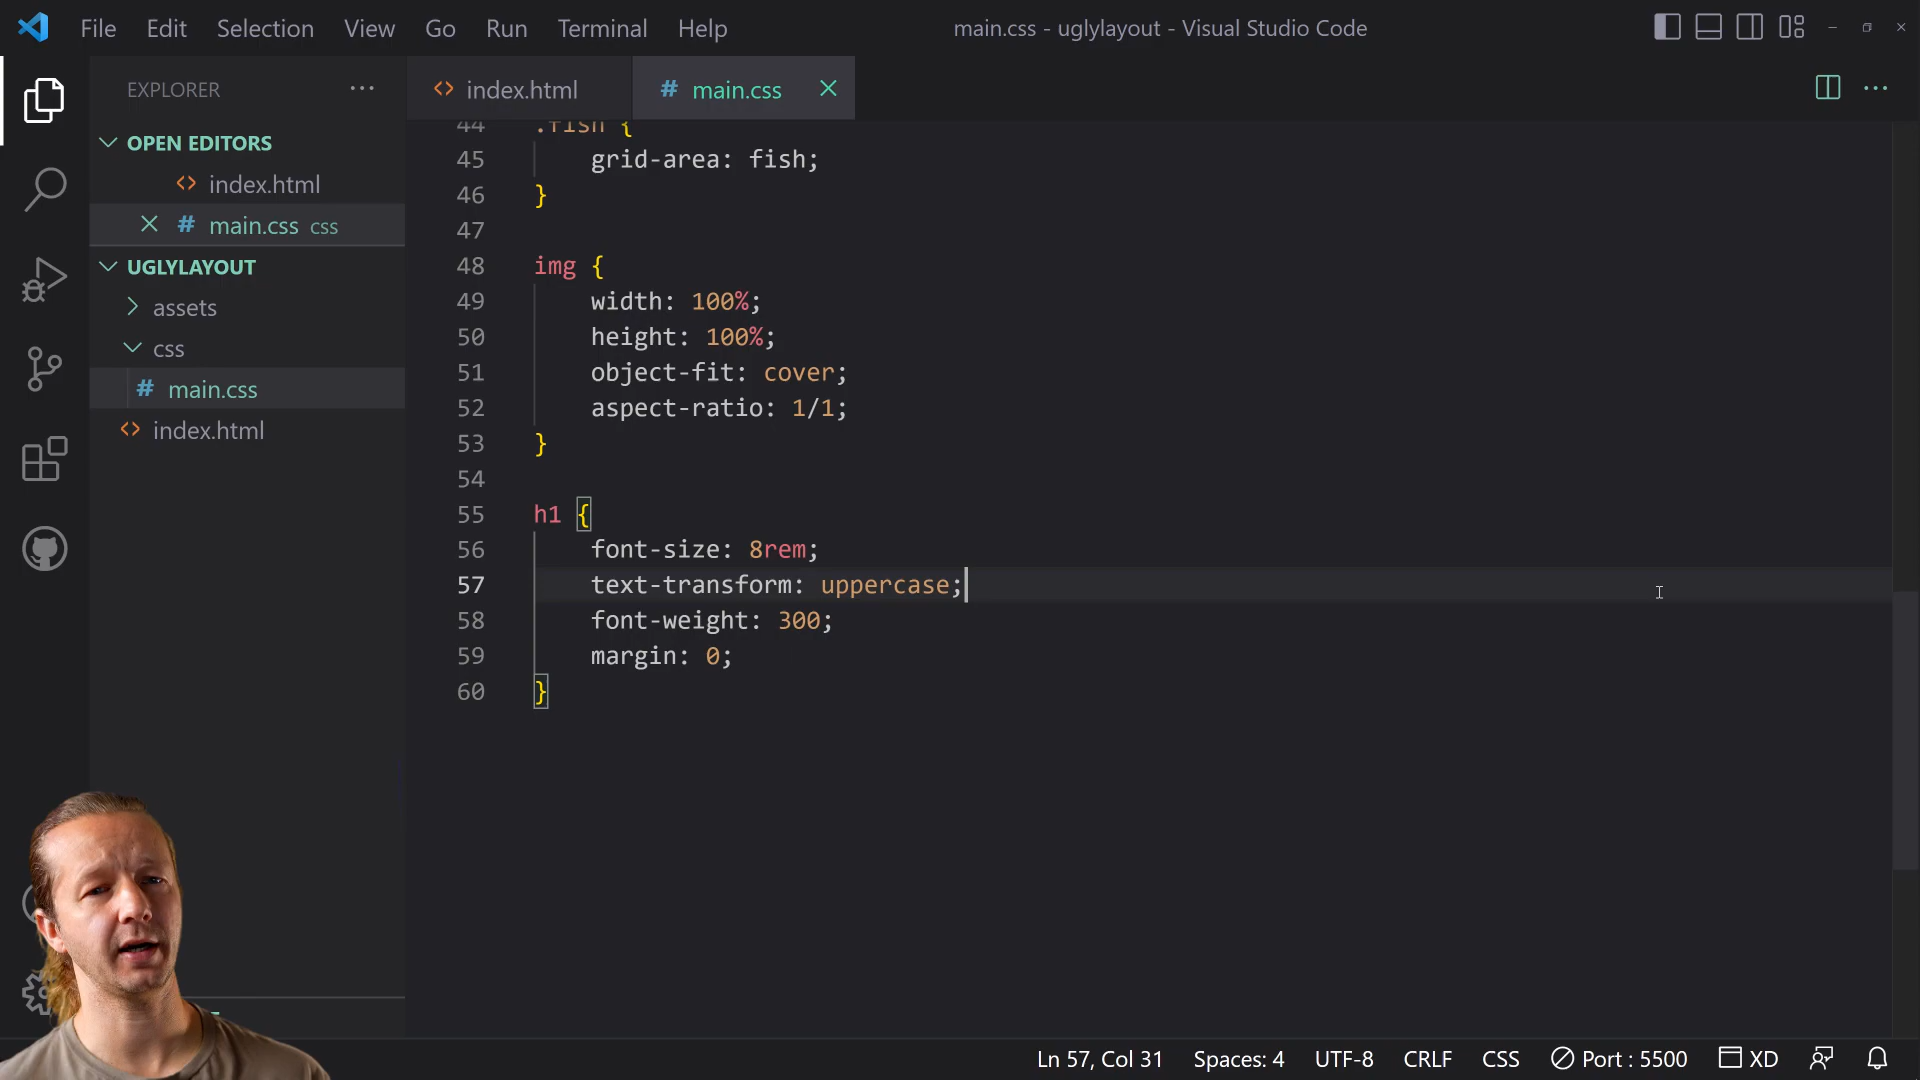 File Edit Selection View Go Run Terminal Help
main.css - uglylayout - Visual Studio Code
EXPLORER
OPEN EDITORS
index.html
main.css css
UGLYLAYOUT
assets
css
main.css
index.html
index.html
main.css
44 .fish {
45 grid-area: fish;
46 }
47
48 img {
49 width: 100%;
50 height: 100%;
51 object-fit: cover;
52 aspect-ratio: 1/1;
53 }
54
55 h1 {
56 font-size: 8rem;
57 text-transform: uppercase;
58 font-weight: 300;
59 margin: 0;
60 }
Ln 57, Col 31 Spaces: 4 UTF-8 CRLF CSS Port : 5500 XD